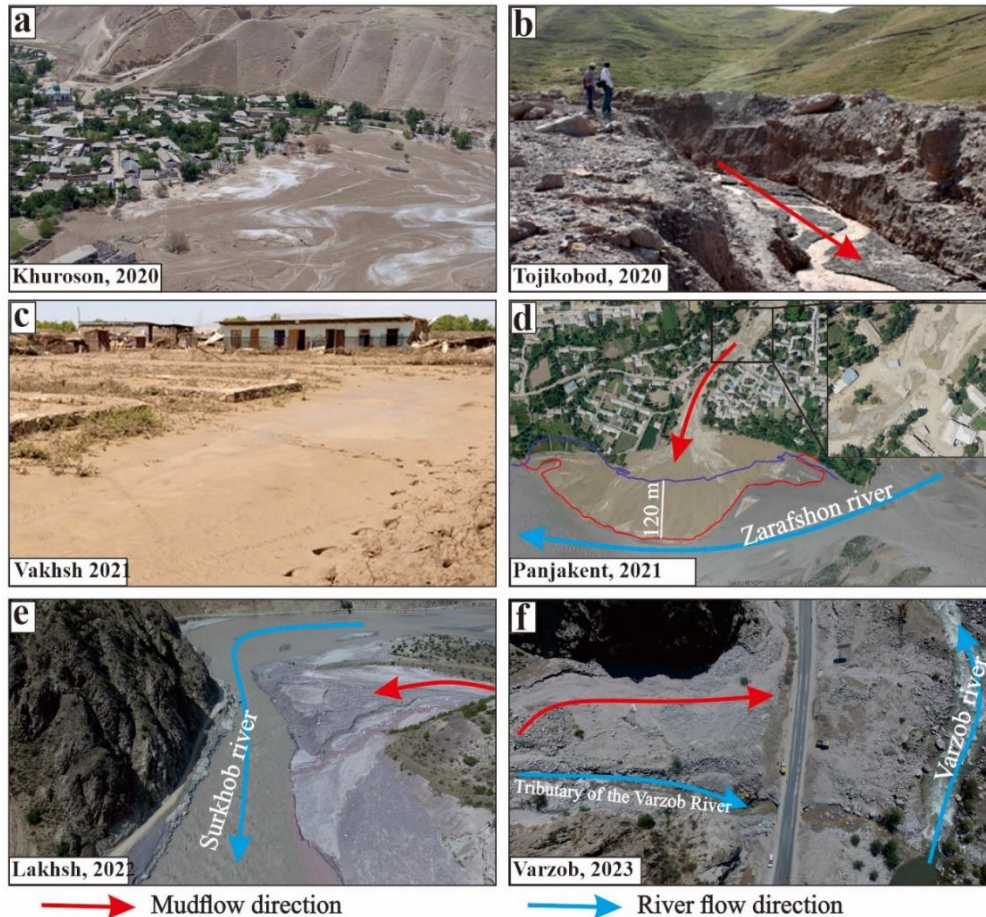 a
Khuroson, 2020
b
Tojikobod, 2020
c
Vakhsh 2021
d
120 m
Zarafshon river
Panjakent, 2021
e
Surkhob river
Lakhsh, 2022
f
Tributary of the Varzob River
Varzob river
Varzob, 2023
Mudflow direction
River flow direction